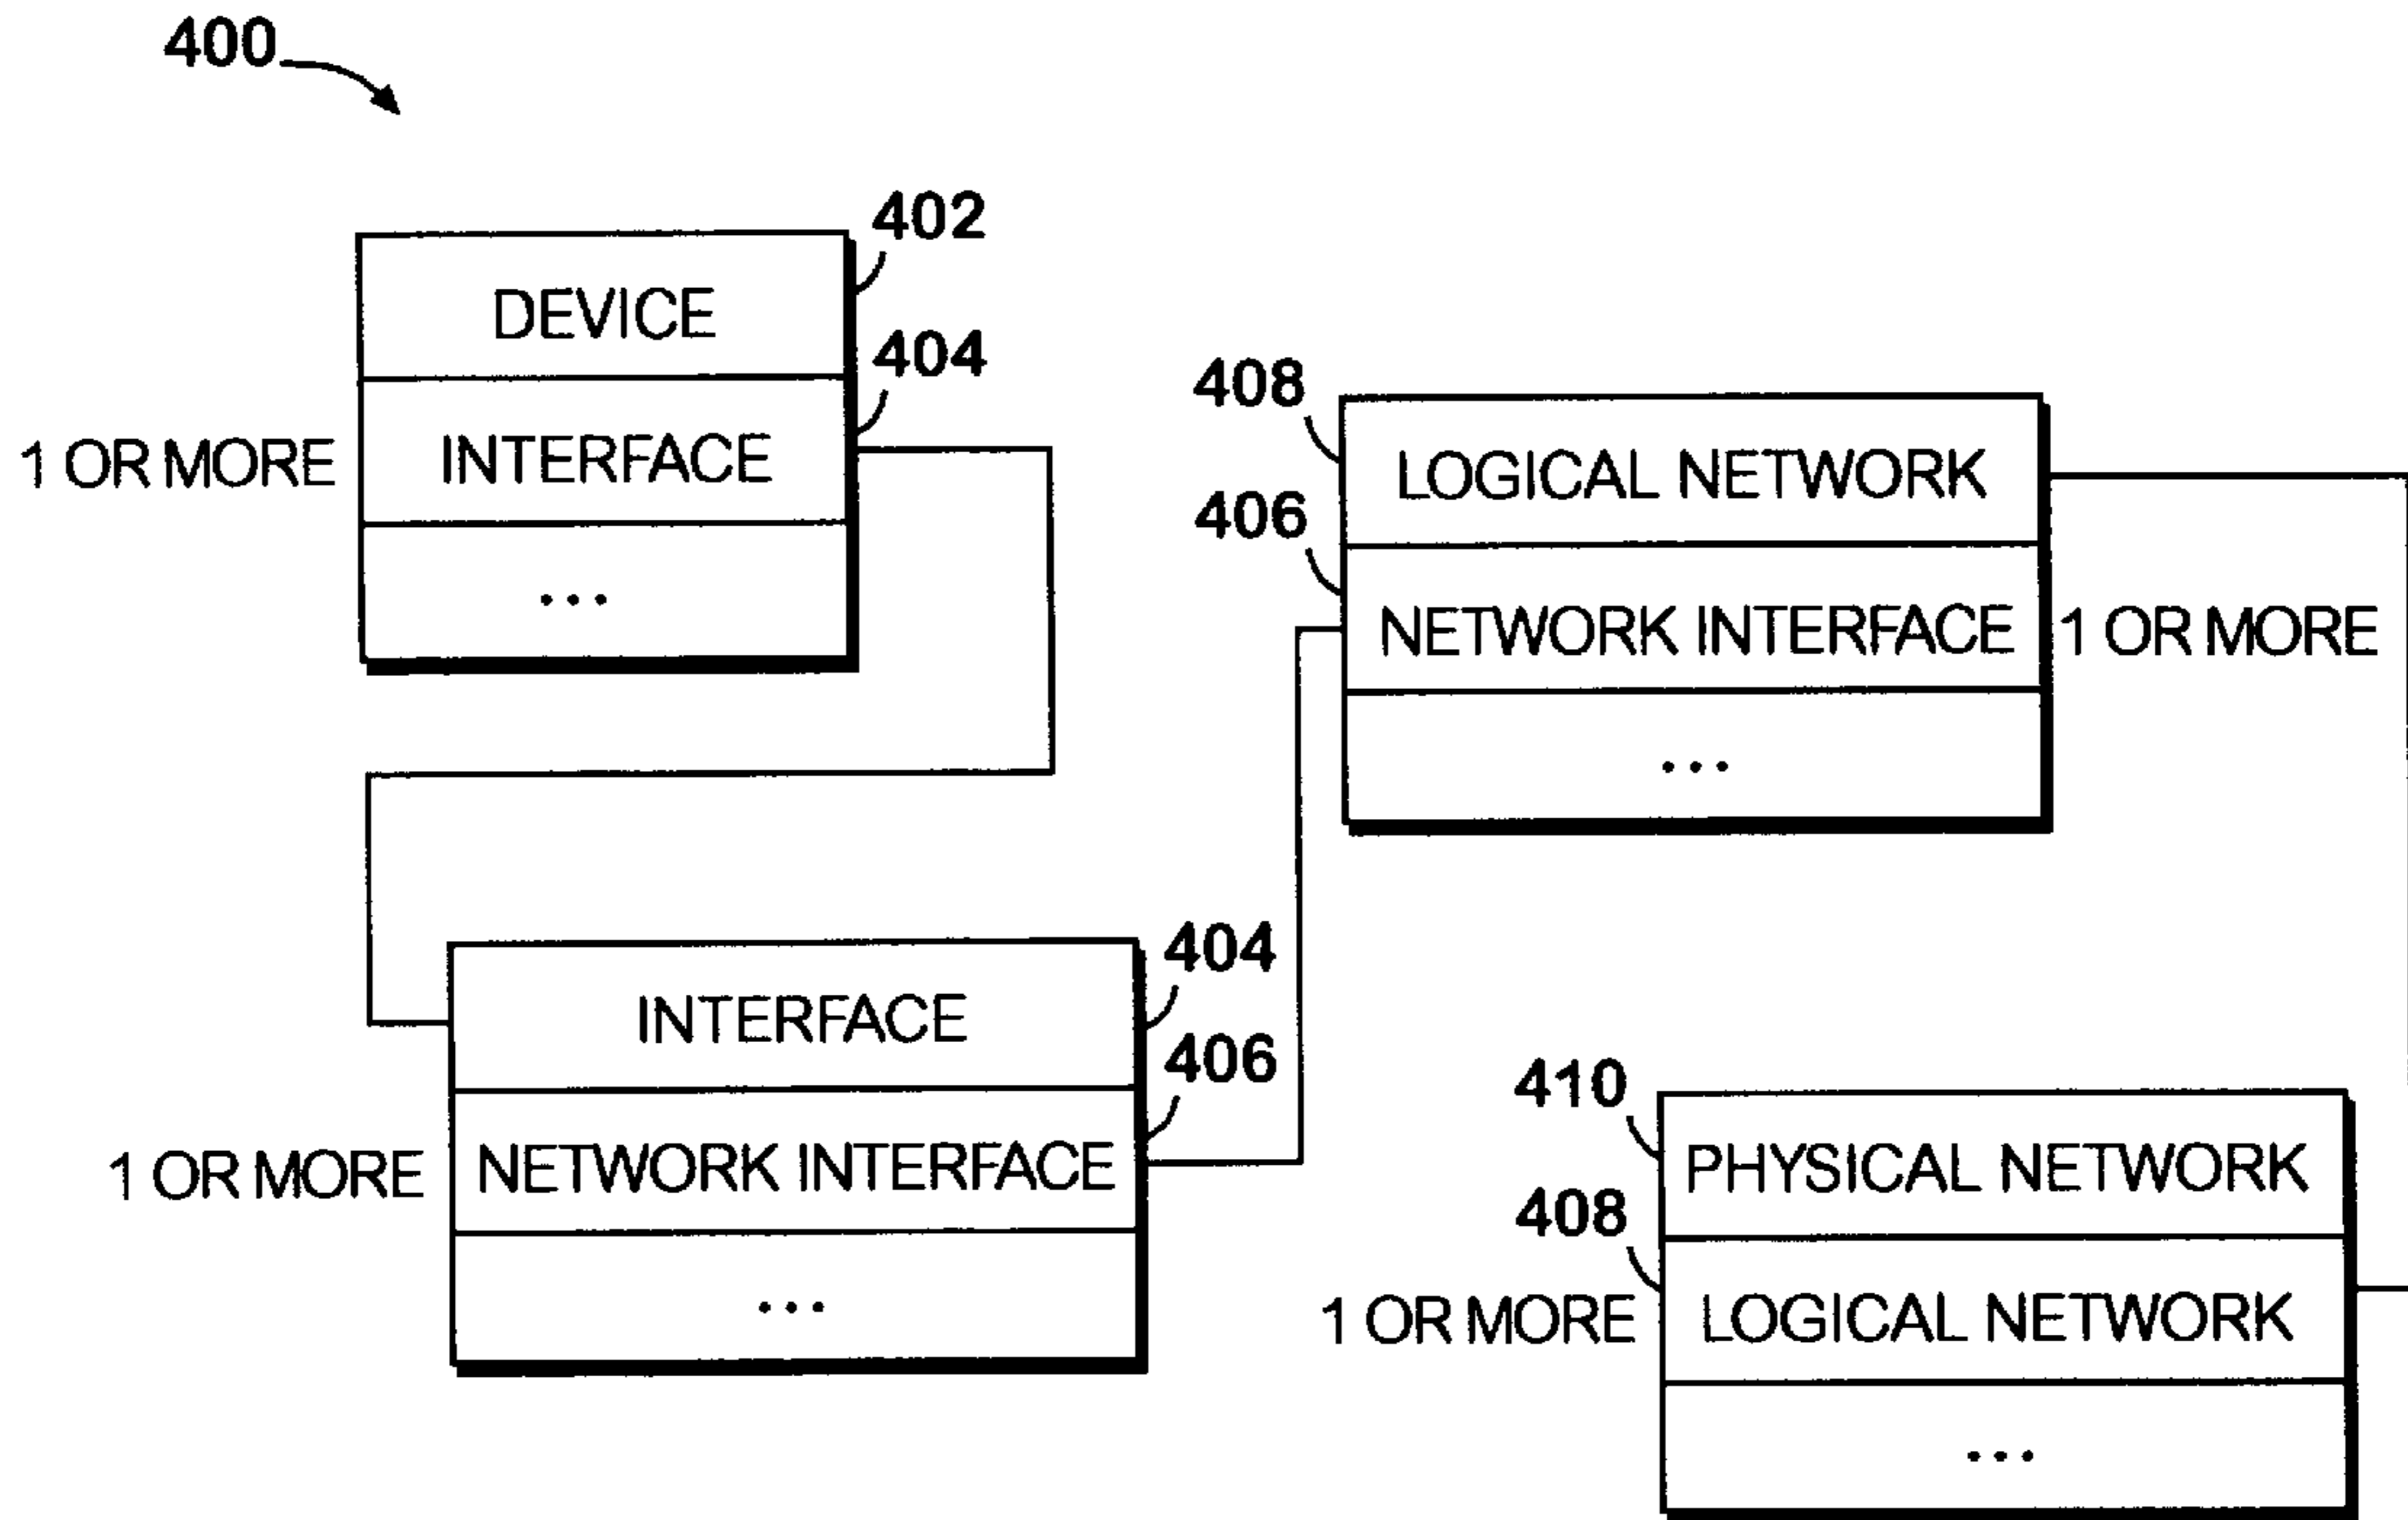 400
402
DEVICE
404
1 OR MORE
INTERFACE
...
408
LOGICAL NETWORK
406
NETWORK INTERFACE
1 OR MORE
...
404
INTERFACE
406
1 OR MORE
NETWORK INTERFACE
...
410
PHYSICAL NETWORK
408
1 OR MORE
LOGICAL NETWORK
...